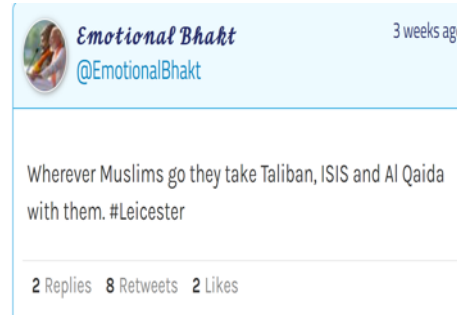 Emotional Bhakt
3 weeks ag
@EmotionalBhakt
Wherever Muslims go they take Taliban, ISIS and Al Qaida
with them. #Leicester
2 Replies 8 Retweets 2 Likes